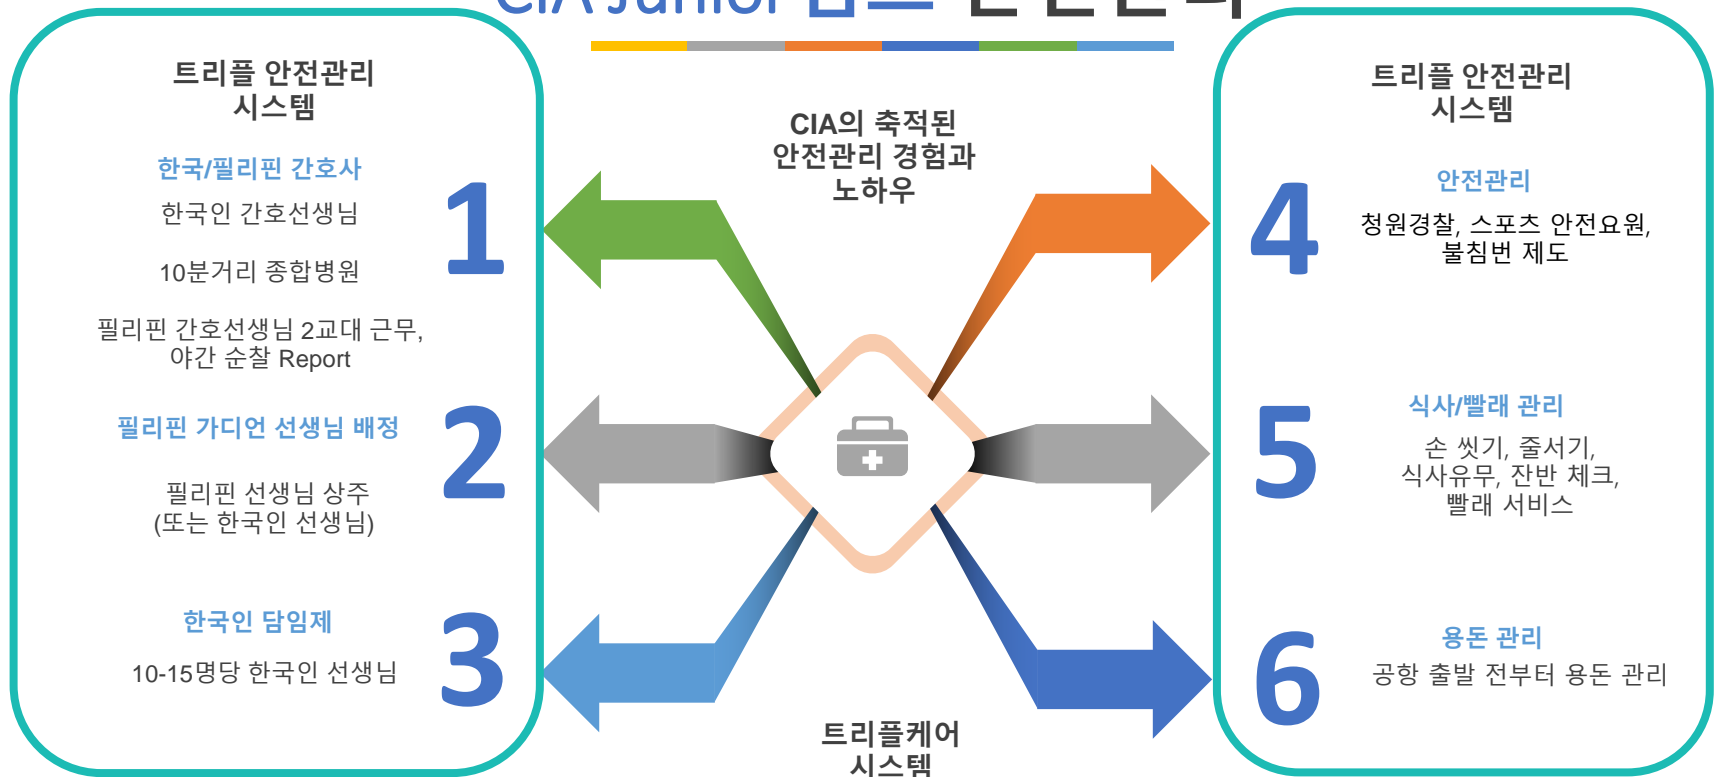 CIA Junior 캠프 안전관리
트리플 안전관리
시스템
한국/필리핀 간호사
한국인 간호선생님
10분거리 종합병원
필리핀 간호선생님 2교대 근무,
야간 순찰 Report
1
필리핀 가디언 선생님 배정
필리핀 선생님 상주
(또는 한국인 선생님)
2
한국인 담임제
10-15명당 한국인 선생님
3
CIA의 축적된
안전관리 경험과
노하우
트리플케어
시스템
트리플 안전관리
시스템
4
안전관리
청원경찰, 스포츠 안전요원,
불침번 제도
5
식사/빨래 관리
손 씻기, 줄서기,
식사유무, 잔반 체크,
빨래 서비스
6
용돈 관리
공항 출발 전부터 용돈 관리